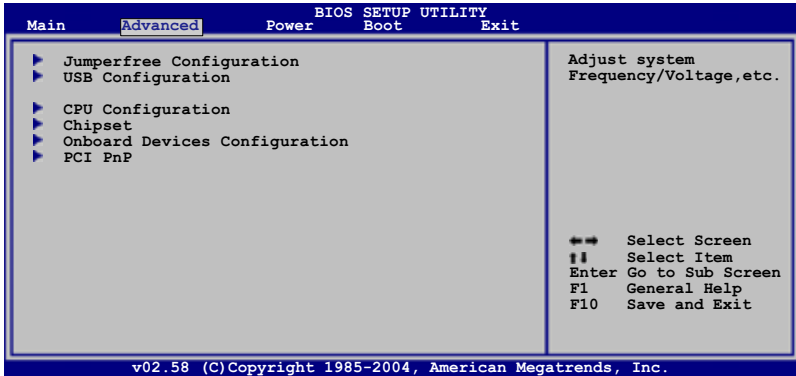 BIOS SETUP UTILITY
Main Advanced Power Boot Exit
Jumperfree Configuration
USB Configuration
CPU Configuration
Chipset
Onboard Devices Configuration
PCI PnP
Adjust system
Frequency/Voltage,etc.
Select Screen
Select Item
Enter Go to Sub Screen
F1 General Help
F10 Save and Exit
v02.58 (C)Copyright 1985-2004, American Megatrends, Inc.